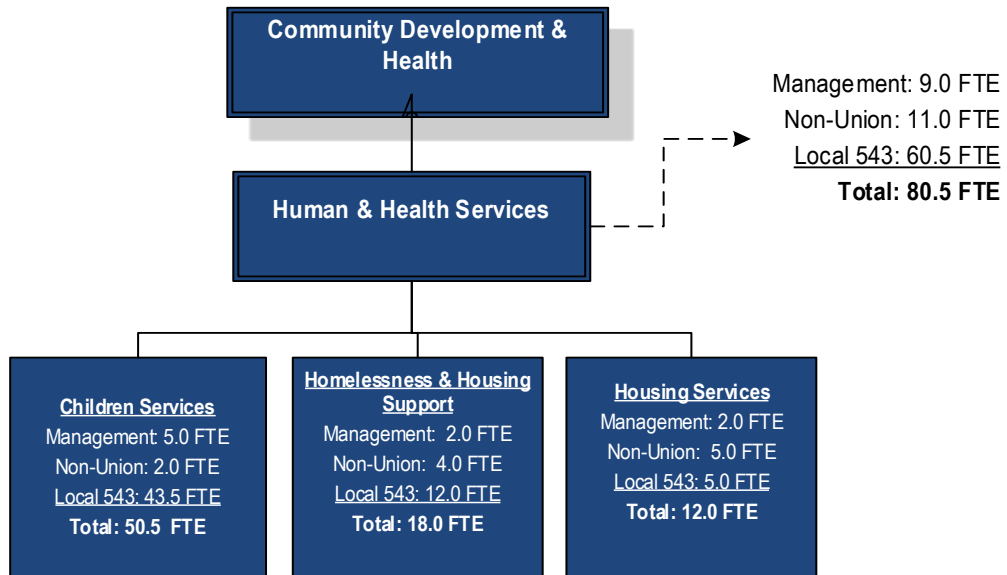 Community Development &
Health
Management: 9.0 FTE
Non-Union: 11.0 FTE
Local 543: 60.5 FTE
Total: 80.5 FTE
Human & Health Services
Children Services
Management: 5.0 FTE
Non-Union: 2.0 FTE
Local 543: 43.5 FTE
Total: 50.5 FTE
Homelessness & Housing
Support
Management: 2.0 FTE
Non-Union: 4.0 FTE
Local 543: 12.0 FTE
Total: 18.0 FTE
Housing Services
Management: 2.0 FTE
Non-Union: 5.0 FTE
Local 543: 5.0 FTE
Total: 12.0 FTE